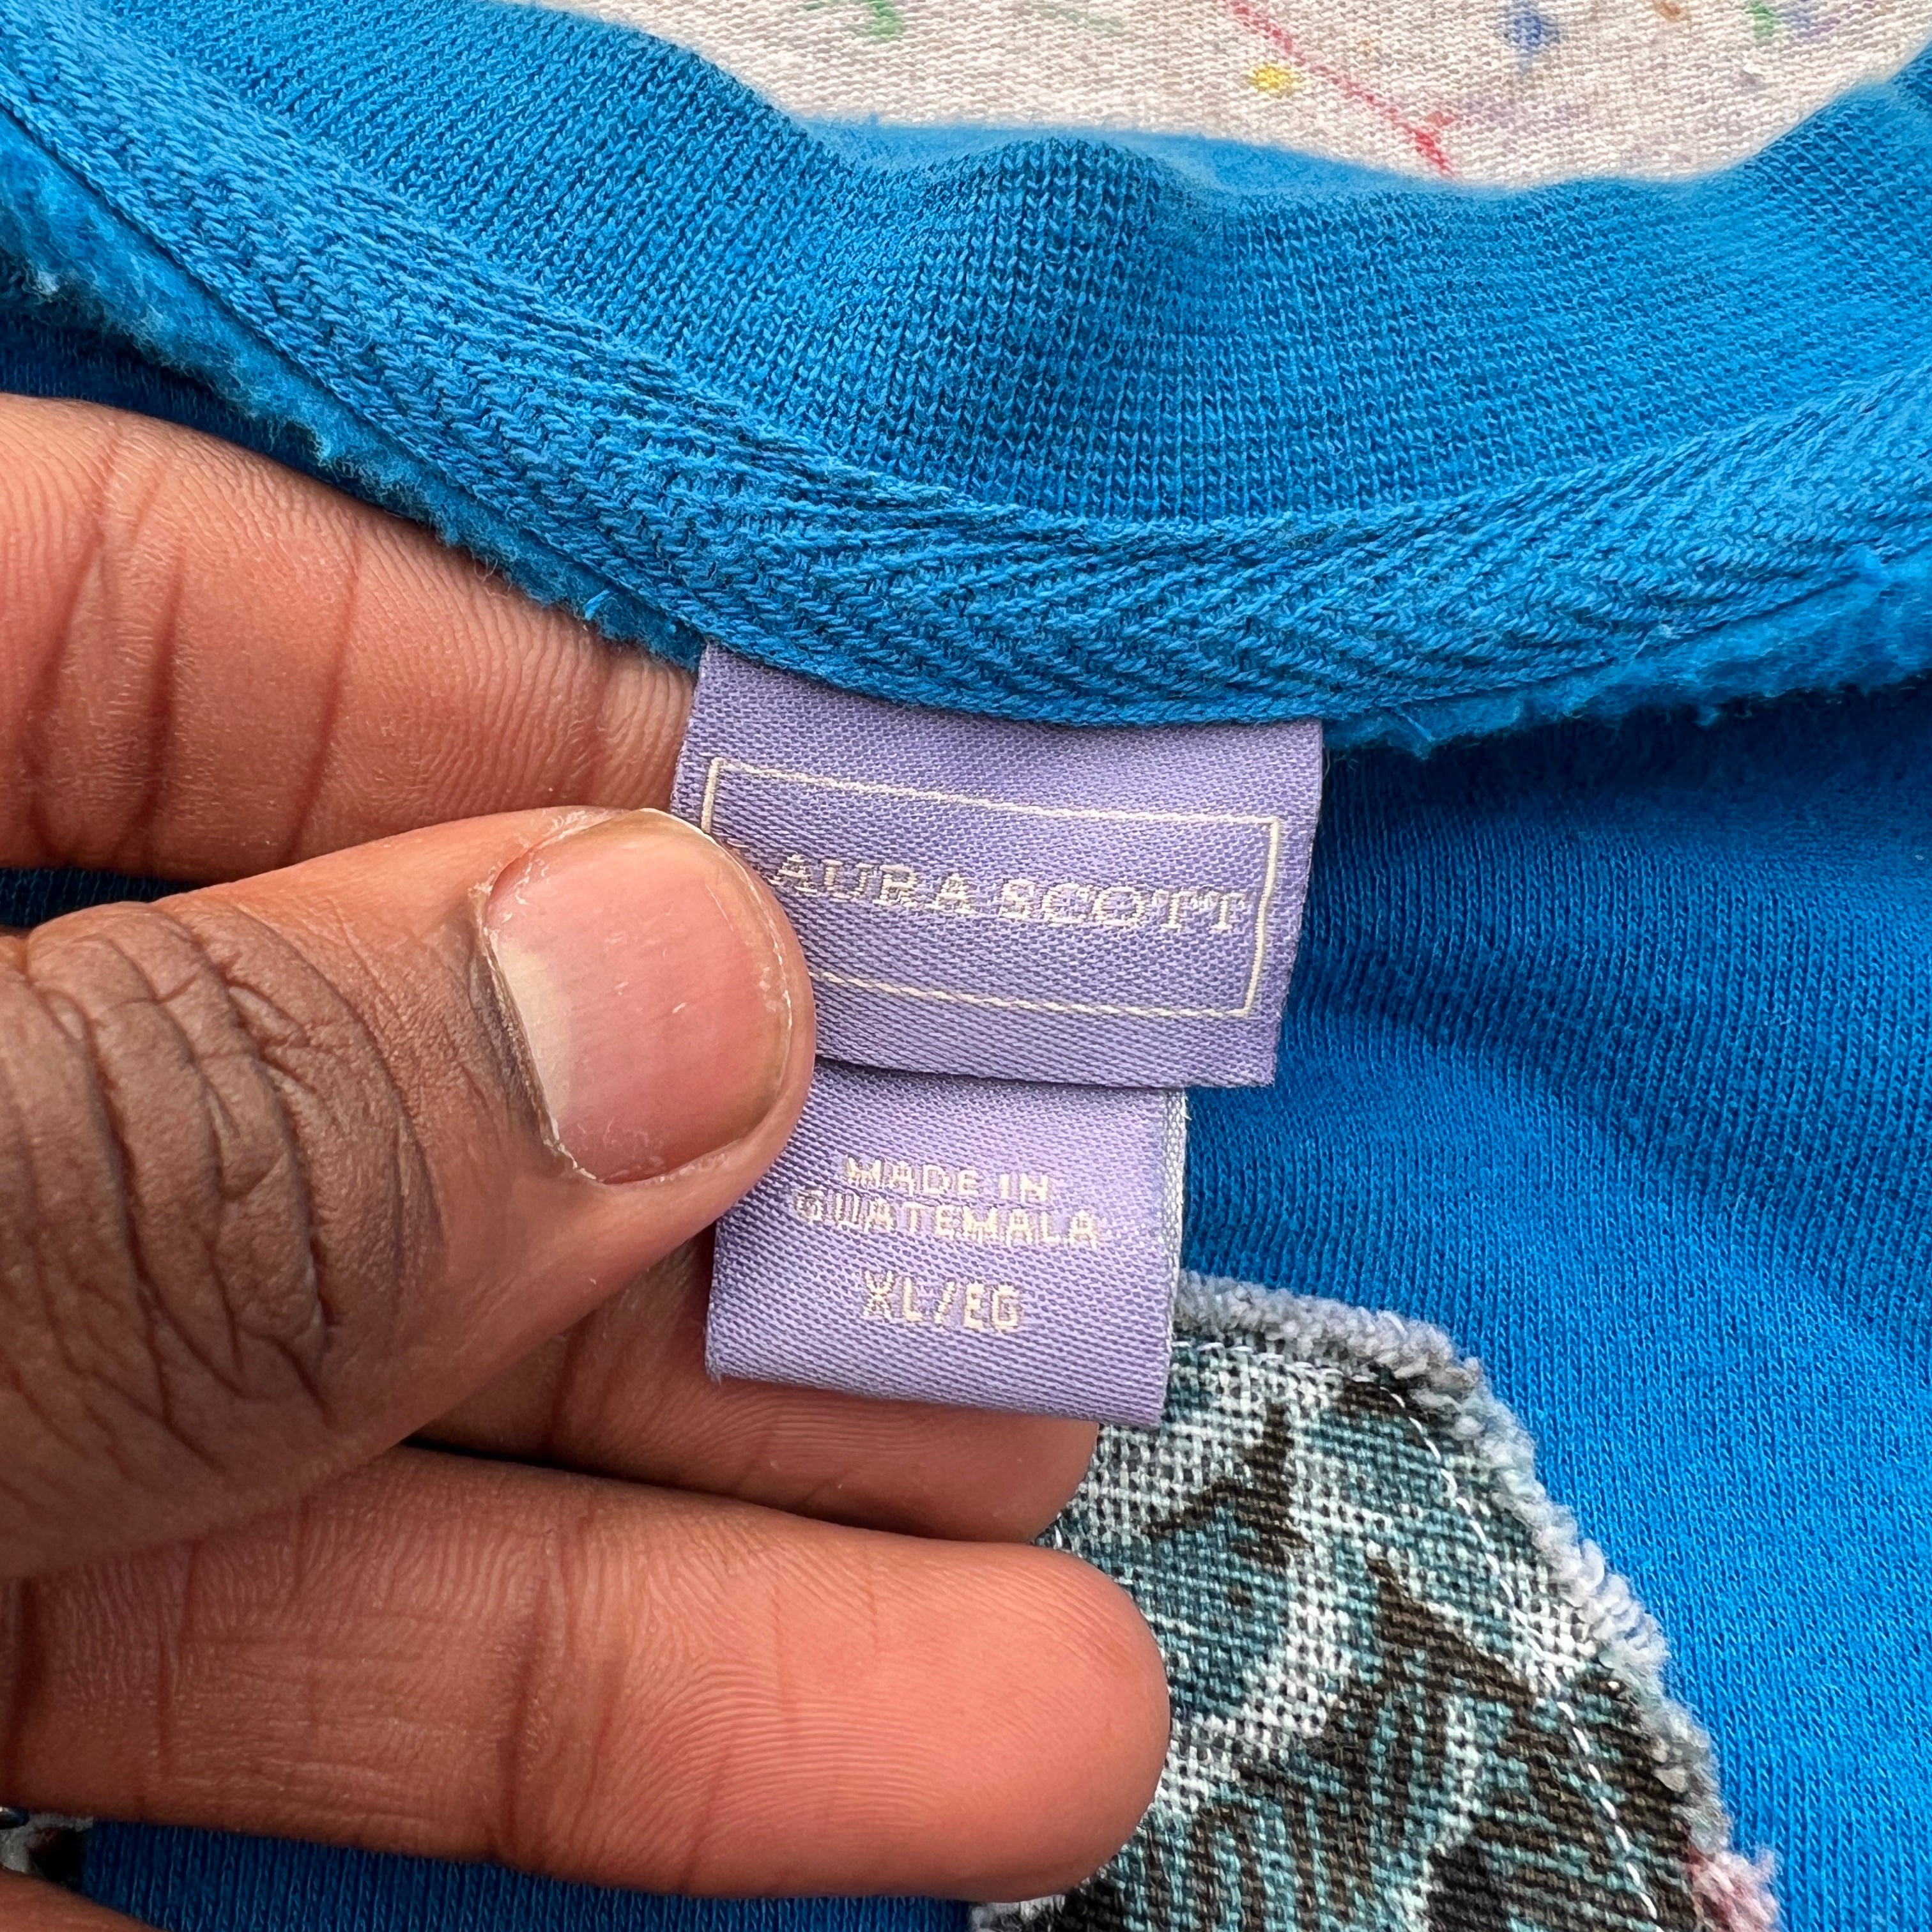 LAURA SCOTT
MADE IN
GUATEMALA
XL/EG